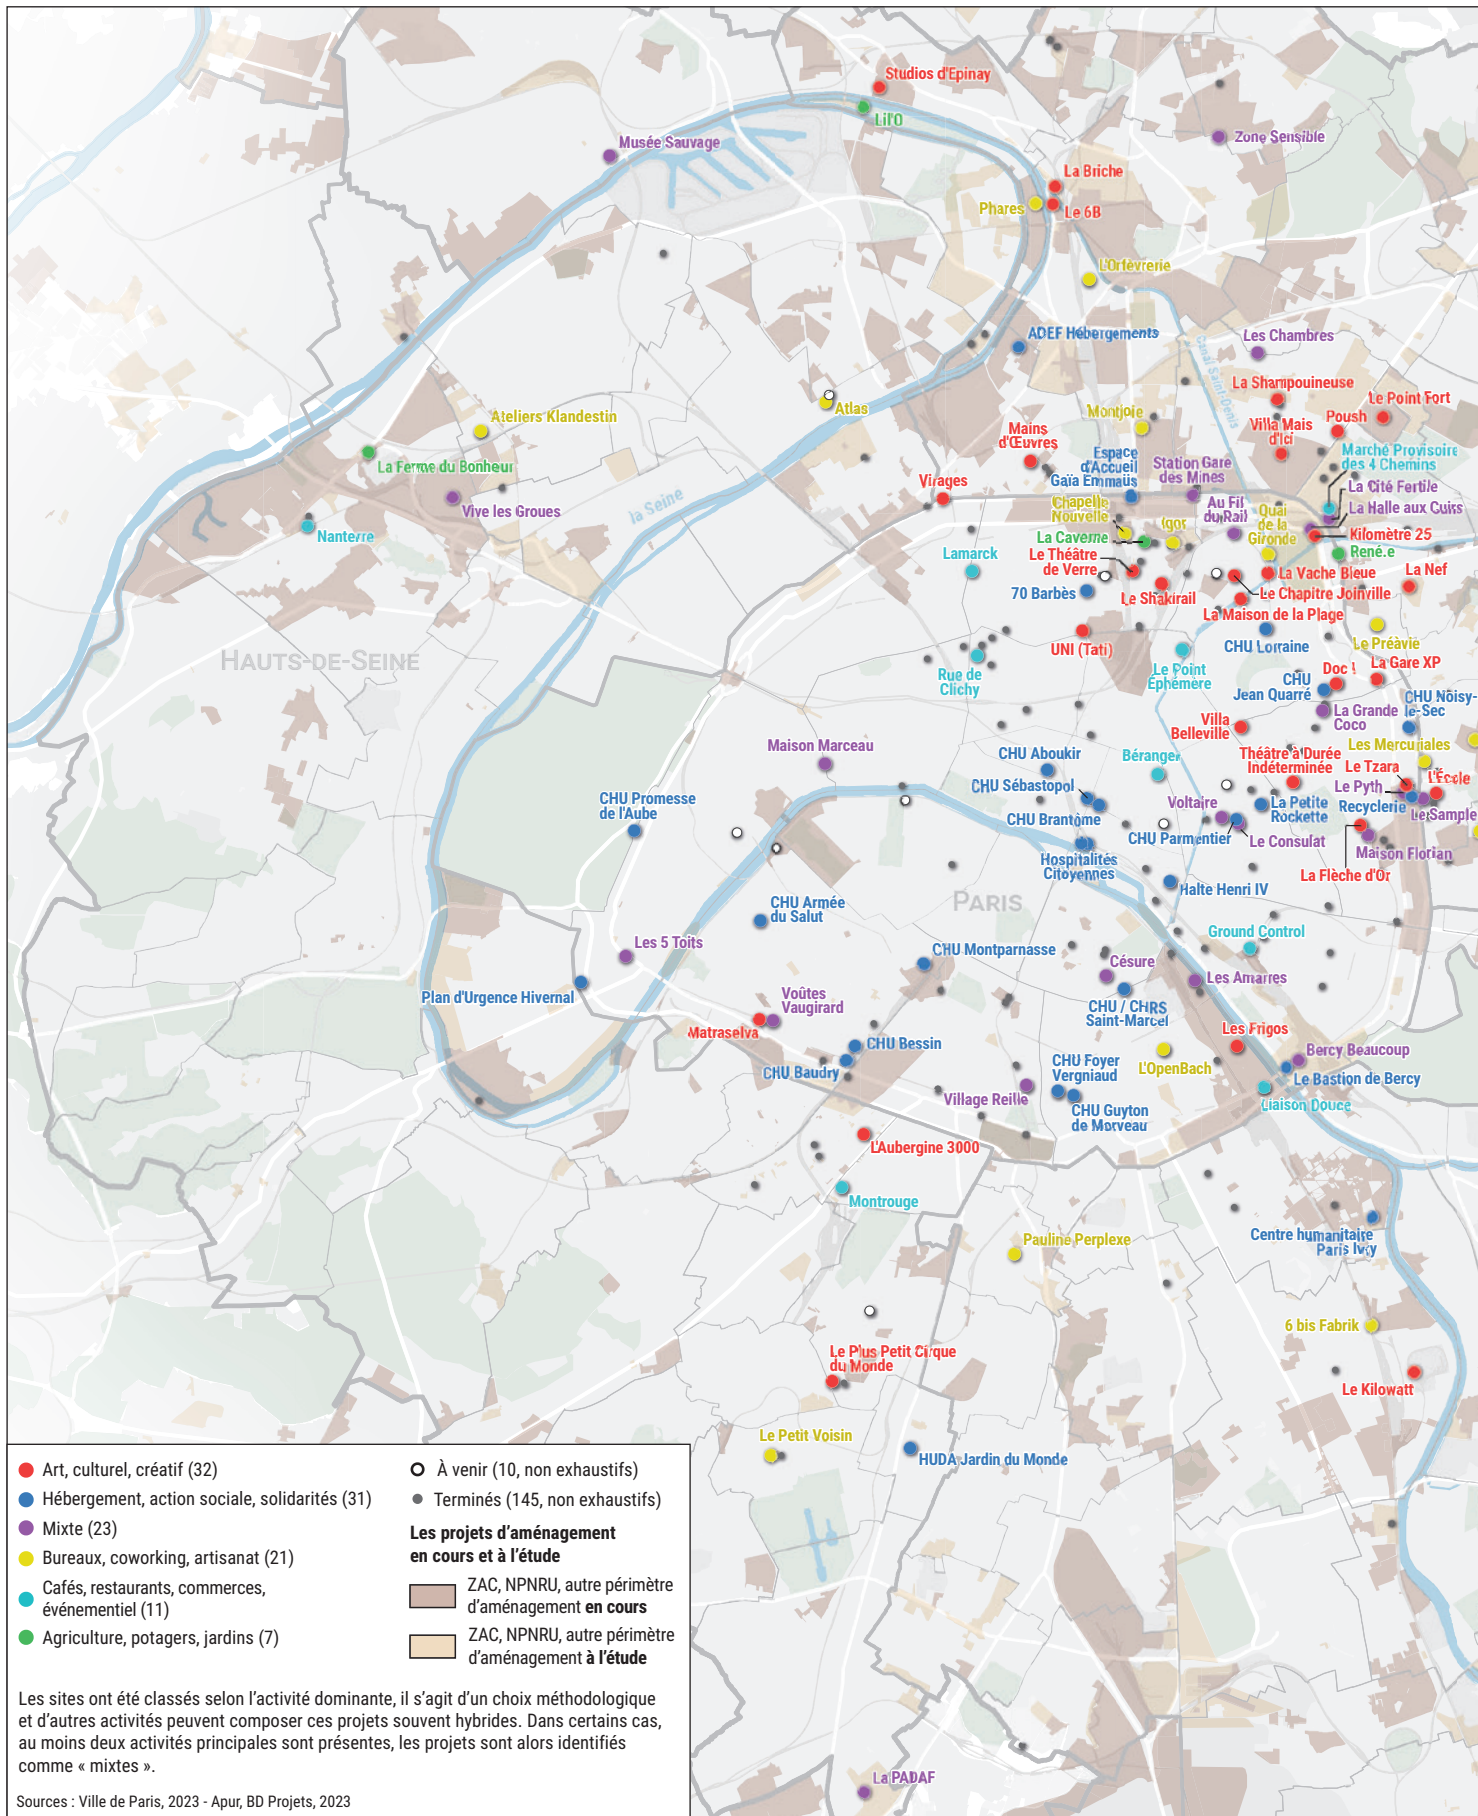 Studios d'Epinay
Lil'O
Musée Sauvage
Zone Sensible
La Briche
Phares
Le 6B
L'Orfèvrerie
ADEF Hébergements
Canal Saint-Denis
Les Chambres
La Shampouineuse
Le Point Fort
Atlas
Montjoie
Poush
Villa Mais
d'Ici
Ateliers Klandestin
Mains
d'Œuvres
Marché Provisoire
des 4 Chemins
Espace
d'Accueil
Gaïa Emmaüs
Station Gare
des Mines
La Ferme du Bonheur
Virages
La Cité Fertile
La Halle aux Cuirs
Vive les Groues
la Seine
Chapelle
Nouvelle
Au Fil
du Rail
Quai
de la
Gironde
Igor
Nanterre
Kilomètre 25
La Caverne
Lamarck
Le Théâtre
de Verre
René.e
La Vache Bleue
La Nef
70 Barbès
Le Shakirail
Le Chapitre Joinville
La Maison de la Plage
CHU Lorraine
Le Préavie
UNI (Tati)
HAUTS-DE-SEINE
Rue de
Clichy
Le Point
Éphémère
Doc !
La Gare XP
CHU
Jean Quarré
CHU Noisy-
le-Sec
La Grande
Coco
Villa
Belleville
Maison Marceau
CHU Aboukir
Béranger
Théâtre à Durée
Indéterminée
Les Mercuriales
Le Tzara
L'École
CHU Sébastopol
Le Pyth
CHU Promesse
de l'Aube
Voltaire
La Petite
Rockette
Recyclerie
Le Sample
CHU Brantôme
CHU Parmentier
Le Consulat
Maison Florian
Hospitalités
Citoyennes
La Flèche d'Or
Halte Henri IV
PARIS
CHU Armée
du Salut
Ground Control
Les 5 Toits
CHU Montparnasse
Césure
Les Amarres
Plan d'Urgence Hivernal
Voûtes
Vaugirard
CHU / CHRS
Saint-Marcel
Matraselva
Les Frigos
CHU Bessin
CHU Baudry
CHU Foyer
Vergniaud
L'OpenBach
Bercy Beaucoup
Le Bastion de Bercy
Village Reille
CHU Guyton
de Morveau
Liaison Douce
L'Aubergine 3000
Montrouge
Centre humanitaire
Paris Ivry
Pauline Perplexe
6 bis Fabrik
Le Plus Petit Cirque
du Monde
Le Kilowatt
Le Petit Voisin
HUDA Jardin du Monde
La PADAF
Art, culturel, créatif (32)
Hébergement, action sociale, solidarités (31)
Mixte (23)
Bureaux, coworking, artisanat (21)
Cafés, restaurants, commerces,
événementiel (11)
Agriculture, potagers, jardins (7)
À venir (10, non exhaustifs)
Terminés (145, non exhaustifs)
Les projets d'aménagement
en cours et à l'étude
ZAC, NPNRU, autre périmètre
d'aménagement en cours
ZAC, NPNRU, autre périmètre
d'aménagement à l'étude
Les sites ont été classés selon l'activité dominante, il s'agit d'un choix méthodologique
et d'autres activités peuvent composer ces projets souvent hybrides. Dans certains cas,
au moins deux activités principales sont présentes, les projets sont alors identifiés
comme « mixtes ».
Sources : Ville de Paris, 2023 - Apur, BD Projets, 2023